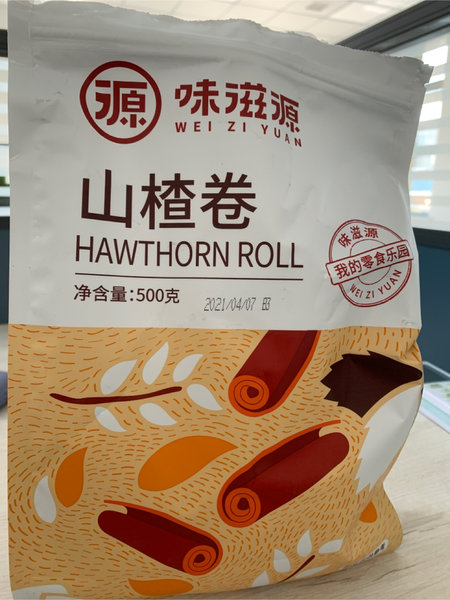 源
味滋源
WEI ZI YUAN
山楂卷
HAWTHORN ROLL
净含量:500克
2021/04/07
味滋源
我的零食乐园
WEI ZI YUAN